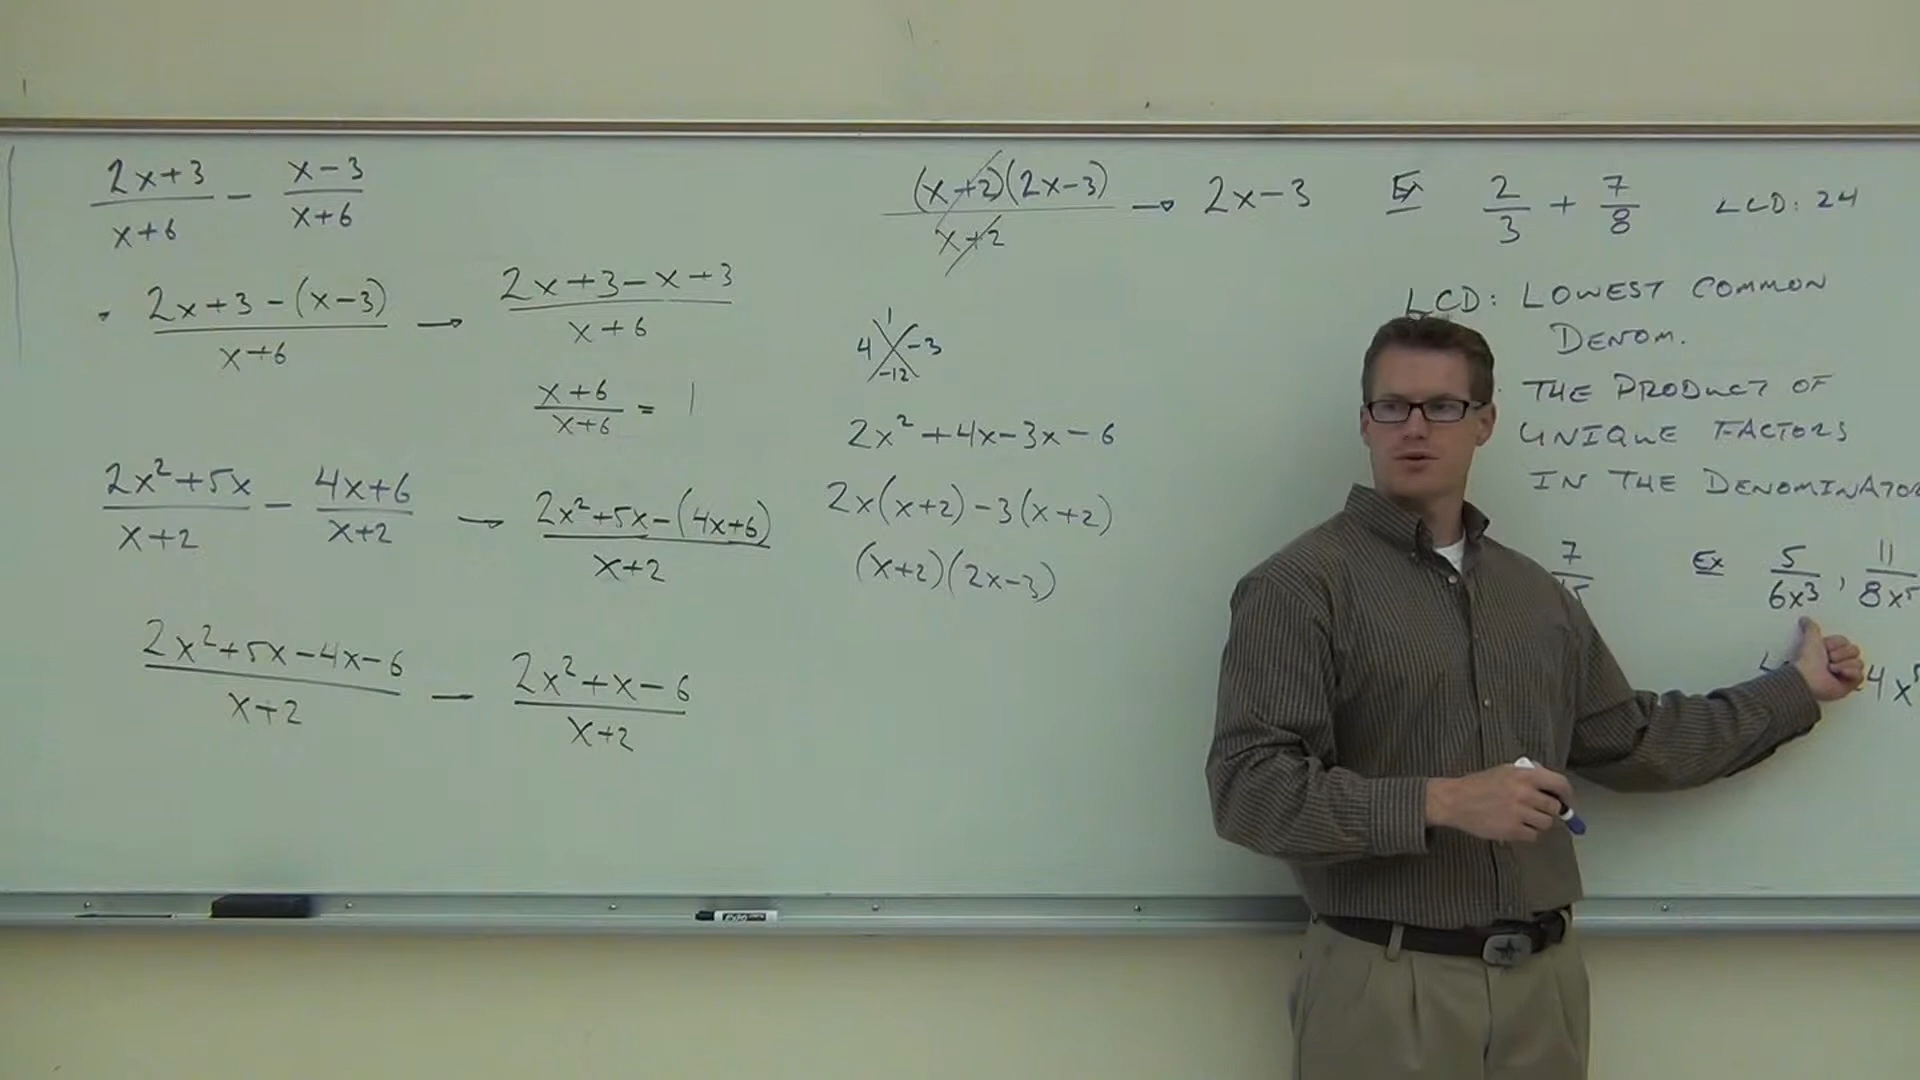 2x+3 / x+6 − x−3 / x+6
2x+3−(x−3) / x+6 → 2x+3−x+3 / x+6
x+6 / x+6 = 1
2x²+5x / x+2 − 4x+6 / x+2 → 2x²+5x−(4x+6) / x+2
2x²+5x−4x−6 / x+2 — 2x²+x−6 / x+2
(x+2)(2x−3) / x+2 → 2x−3
1
4 −3
−12
2x²+4x−3x−6
2x(x+2)−3(x+2)
(x+2)(2x−3)
Ex 2/3 + 7/8 LCD: 24
LCD: LOWEST COMMON
DENOM.
THE PRODUCT OF
UNIQUE FACTORS
IN THE DENOMINATOR
7
Ex 5/6x³, 11/8x⁵
4x⁵
EXPO